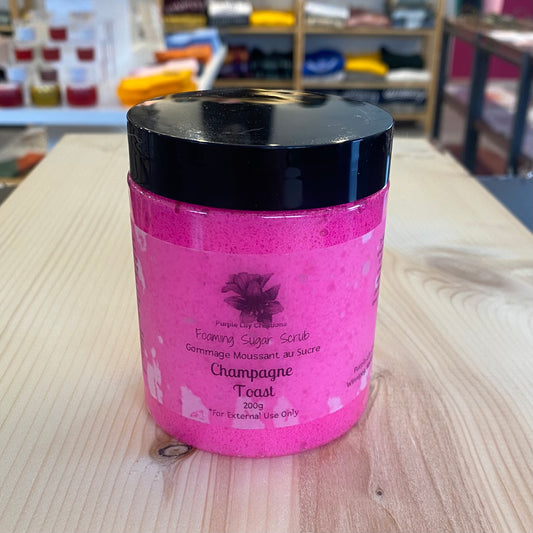 Purple Lily Creations
Foaming Sugar Scrub
Gommage Moussant au Sucre
Champagne
Toast
200g
*For External Use Only